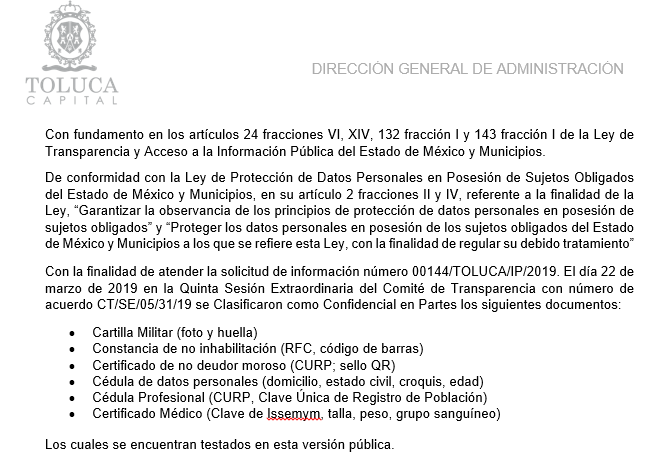 TOLUCA
CAPITAL
DIRECCIÓN GENERAL DE ADMINISTRACIÓN
Con fundamento en los artículos 24 fracciones VI, XIV, 132 fracción I y 143 fracción I de la Ley de
Transparencia y Acceso a la Información Pública del Estado de México y Municipios.
De conformidad con la Ley de Protección de Datos Personales en Posesión de Sujetos Obligados
del Estado de México y Municipios, en su artículo 2 fracciones II y IV, referente a la finalidad de la
Ley, “Garantizar la observancia de los principios de protección de datos personales en posesión de
sujetos obligados” y “Proteger los datos personales en posesión de los sujetos obligados del Estado
de México y Municipios a los que se refiere esta Ley, con la finalidad de regular su debido tratamiento”
Con la finalidad de atender la solicitud de información número 00144/TOLUCA/IP/2019. El día 22 de
marzo de 2019 en la Quinta Sesión Extraordinaria del Comité de Transparencia con número de
acuerdo CT/SE/05/31/19 se Clasificaron como Confidencial en Partes los siguientes documentos:
• Cartilla Militar (foto y huella)
• Constancia de no inhabilitación (RFC, código de barras)
• Certificado de no deudor moroso (CURP; sello QR)
• Cédula de datos personales (domicilio, estado civil, croquis, edad)
• Cédula Profesional (CURP, Clave Única de Registro de Población)
• Certificado Médico (Clave de Issemym, talla, peso, grupo sanguíneo)
Los cuales se encuentran testados en esta versión pública.